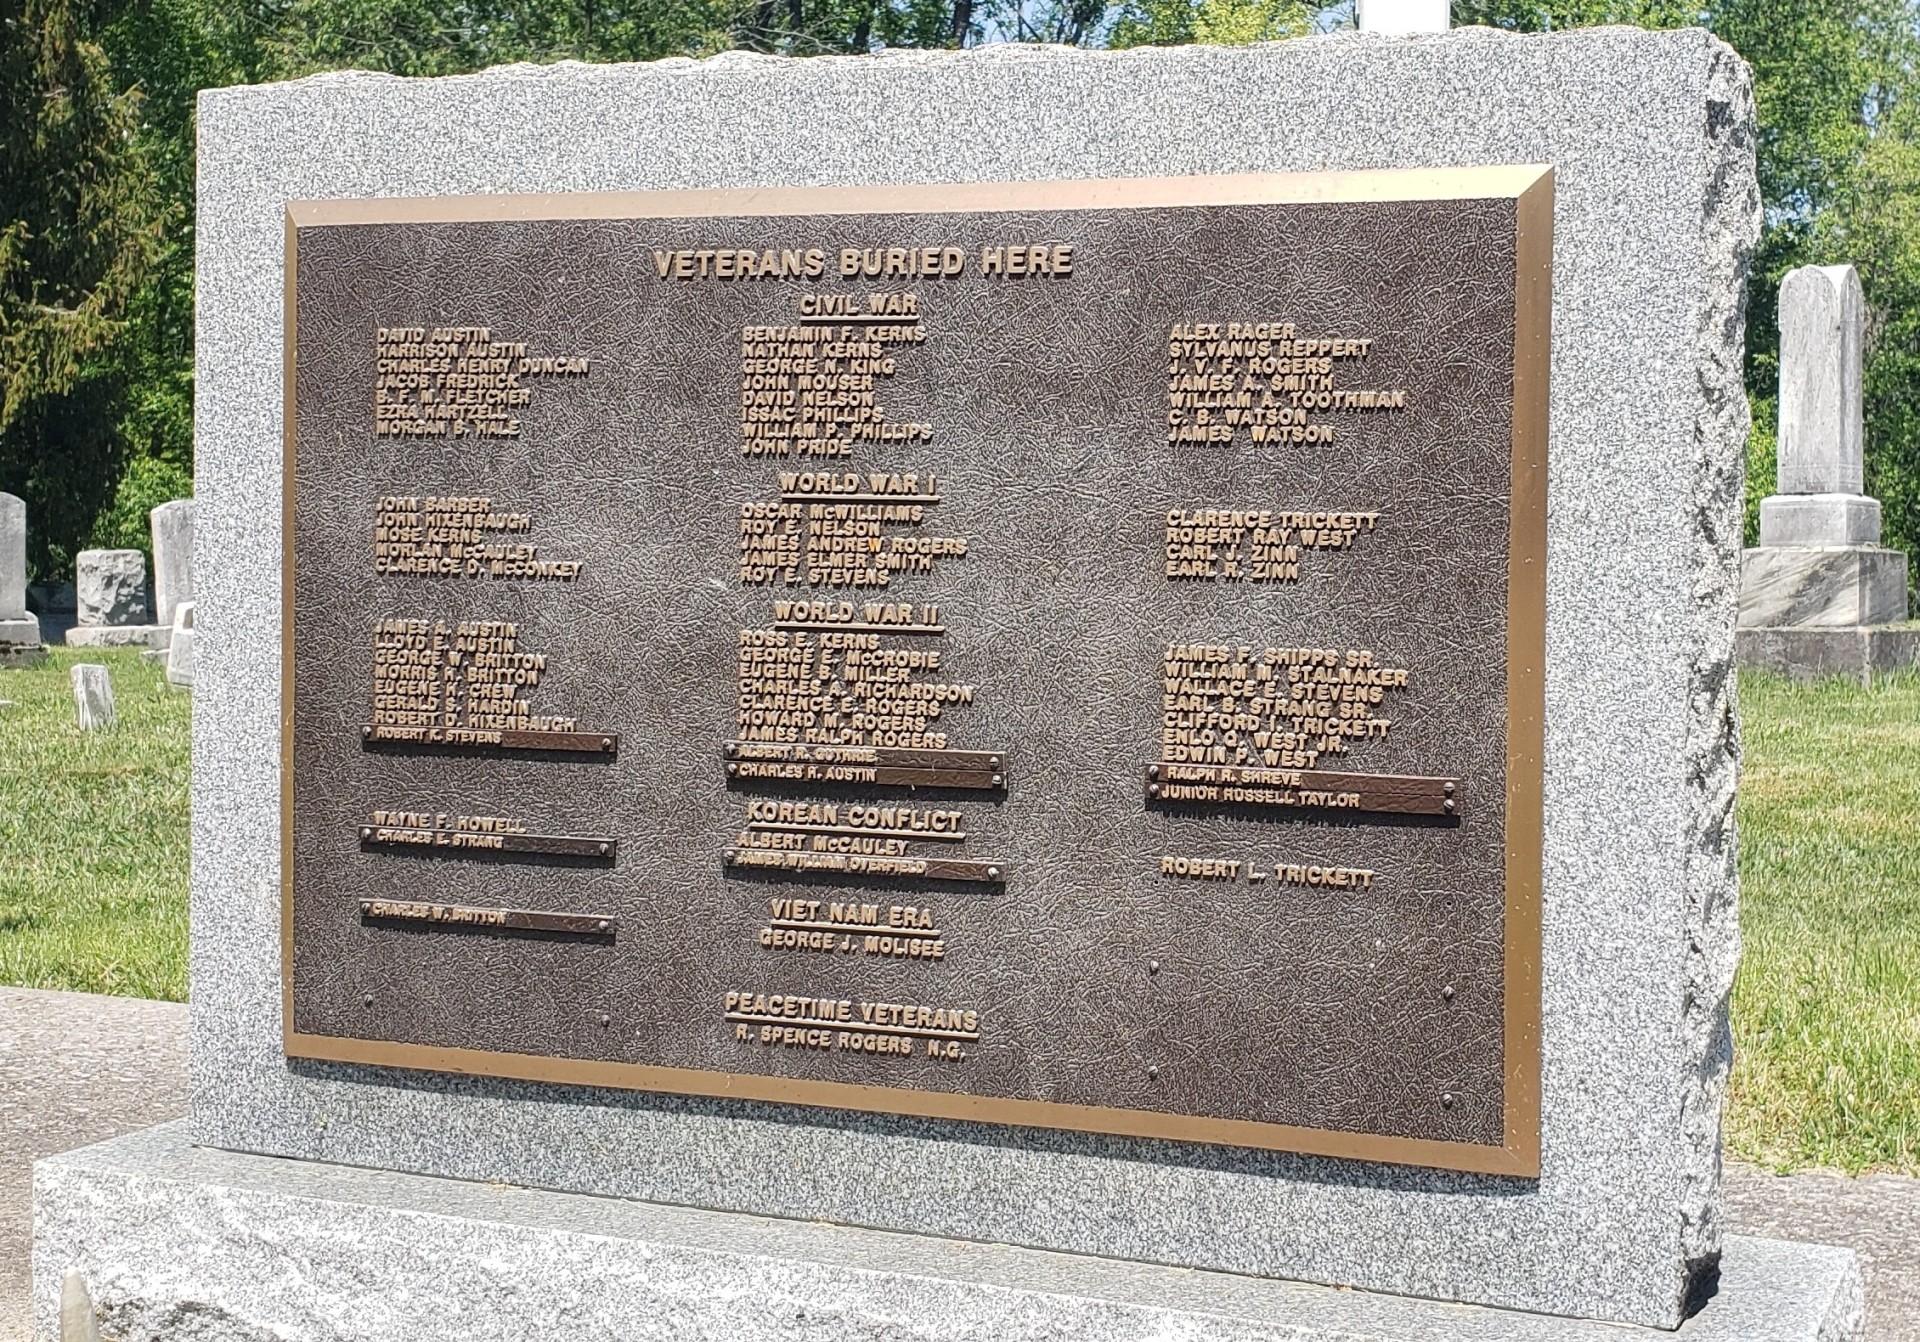 VETERANS BURIED HERE
CIVIL WAR
DAVID AUSTIN
HARRISON AUSTIN
CHARLES HENRY DUNCAN
JACOB FREDRICK
B. F. M. FLETCHER
EZRA HARTZELL
MORGAN B. HALE
BENJAMIN F. KERNS
NATHAN KERNS
GEORGE N. KING
JOHN MOUSER
DAVID NELSON
ISSAC PHILLIPS
WILLIAM P. PHILLIPS
JOHN PRIDE
ALEX RAGER
SYLVANUS REPPERT
J. V. F. ROGERS
JAMES A. SMITH
WILLIAM A. TOOTHMAN
C. B. WATSON
JAMES WATSON
WORLD WAR I
JOHN BARBER
JOHN HIXENBAUGH
MOSE KERNS
MORLAN McCAULEY
CLARENCE D. McCONKEY
OSCAR McWILLIAMS
ROY E. NELSON
JAMES ANDREW ROGERS
JAMES ELMER SMITH
ROY E. STEVENS
CLARENCE TRICKETT
ROBERT RAY WEST
CARL J. ZINN
EARL R. ZINN
WORLD WAR II
JAMES A. AUSTIN
LLOYD E. AUSTIN
GEORGE W. BRITTON
MORRIS H. BRITTON
EUGENE H. CREW
GERALD S. HARDIN
ROBERT D. HIXENBAUGH
ROBERT K. STEVENS
ROSS E. KERNS
GEORGE E. McCROBIE
EUGENE B. MILLER
CHARLES A. RICHARDSON
CLARENCE E. ROGERS
HOWARD M. ROGERS
JAMES RALPH ROGERS
ALBERT R. GUTHRIE
CHARLES R. AUSTIN
JAMES F. SHIPPS SR.
WILLIAM M. STALNAKER
WALLACE E. STEVENS
EARL B. STRANG SR.
CLIFFORD I. TRICKETT
ENLO O. WEST JR.
EDWIN P. WEST
RALPH R. SHREVE
JUNIOR RUSSELL TAYLOR
KOREAN CONFLICT
WAYNE F. HOWELL
CHARLES E. STRANG
ALBERT McCAULEY
JAMES WILLIAM OVERFIELD
ROBERT L. TRICKETT
VIET NAM ERA
CHARLES W. BRITTON
GEORGE J. MOLISEE
PEACETIME VETERANS
R. SPENCE ROGERS N.G.